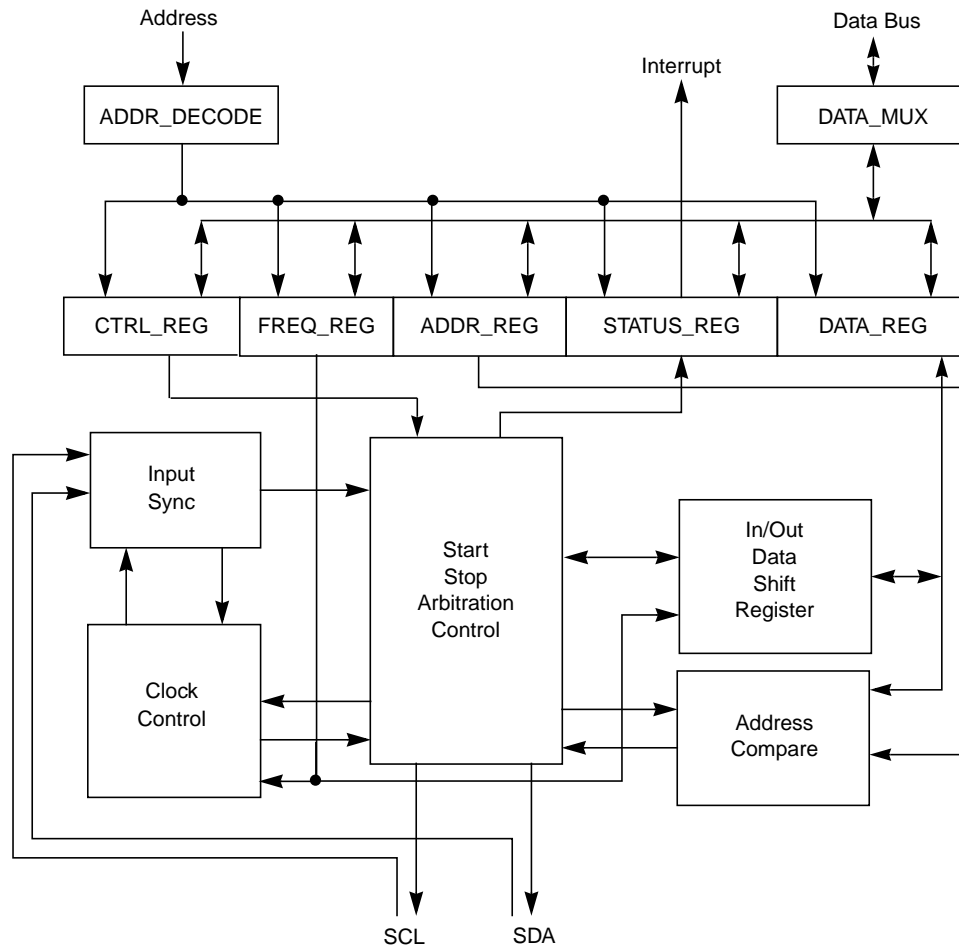 Address
Data Bus
Interrupt
ADDR_DECODE
DATA_MUX
CTRL_REG
FREQ_REG
ADDR_REG
STATUS_REG
DATA_REG
Input
Sync
Start
Stop
Arbitration
Control
In/Out
Data
Shift
Register
Clock
Control
Address
Compare
SCL
SDA